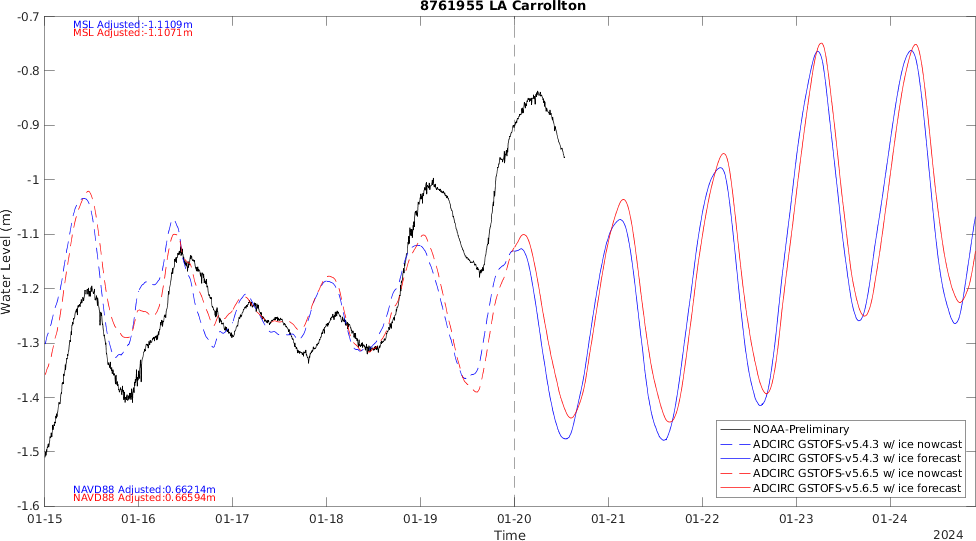 8761955 LA Carrollton
MSL Adjusted:-1.1109m
MSL Adjusted:-1.1071m
-0.7
-0.8
-0.9
-1
-1.1
-1.2
-1.3
-1.4
-1.5
-1.6
Water Level (m)
NOAA-Preliminary
ADCIRC GSTOFS-v5.4.3 w/ ice nowcast
ADCIRC GSTOFS-v5.4.3 w/ ice forecast
ADCIRC GSTOFS-v5.6.5 w/ ice nowcast
ADCIRC GSTOFS-v5.6.5 w/ ice forecast
NAVD88 Adjusted:0.66214m
NAVD88 Adjusted:0.66594m
01-15 01-16 01-17 01-18 01-19 01-20 01-21 01-22 01-23 01-24
Time
2024